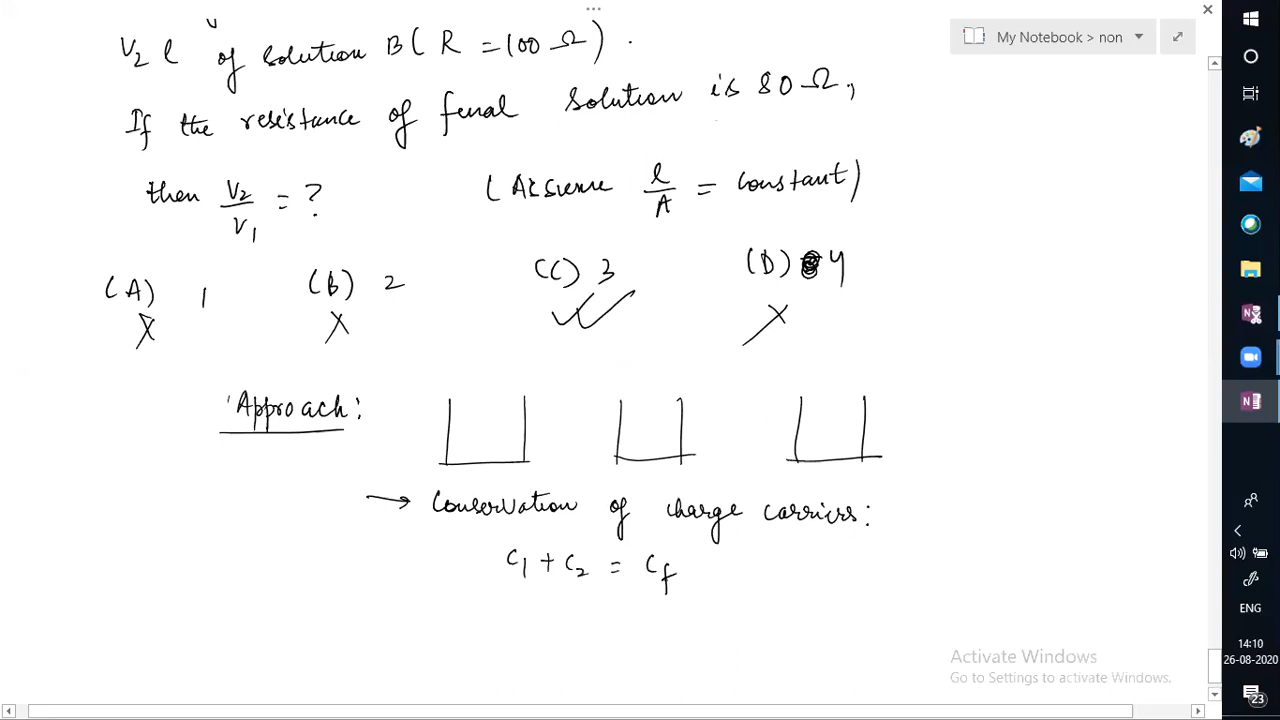 My Notebook > non
V2 l of solution B ( R = 100 Ω ) .
If the resistance of fenal solution is 80 Ω,
then V2/V1 = ? (Assume l/A = constant)
(A) 1 (B) 2 (C) 3 (D) 4
Approach:
→ Conservation of charge carriers:
C1 + C2 = Cf
Activate Windows
Go to Settings to activate Windows.
ENG
14:10
26-08-2020
23